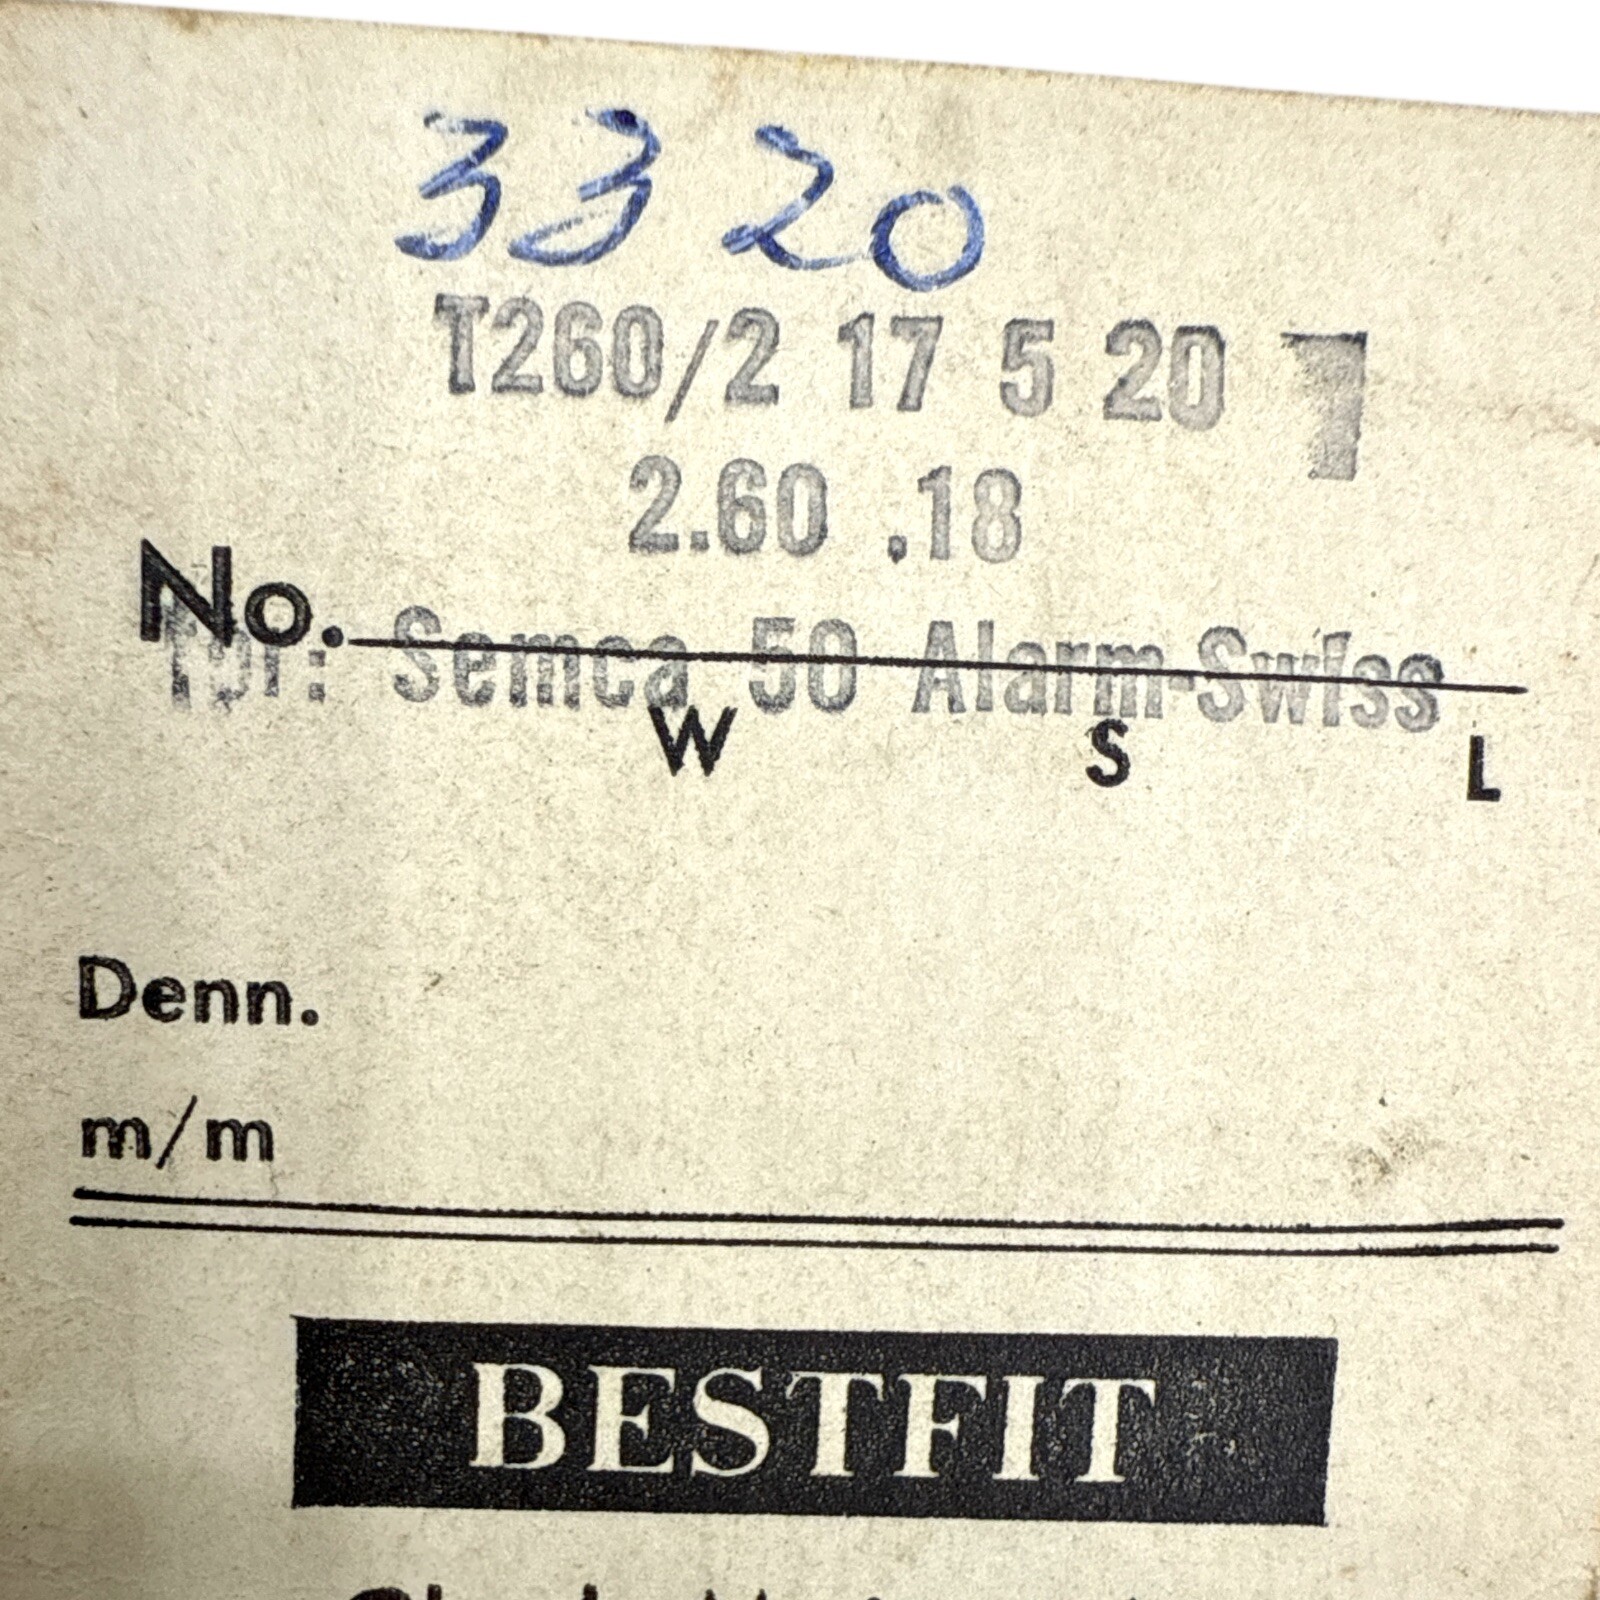 3320
T260/2 17 5 20
2.60 .18
No.
for: Semca 50 Alarm-Swiss
W S L
Denn.
m/m
BESTFIT